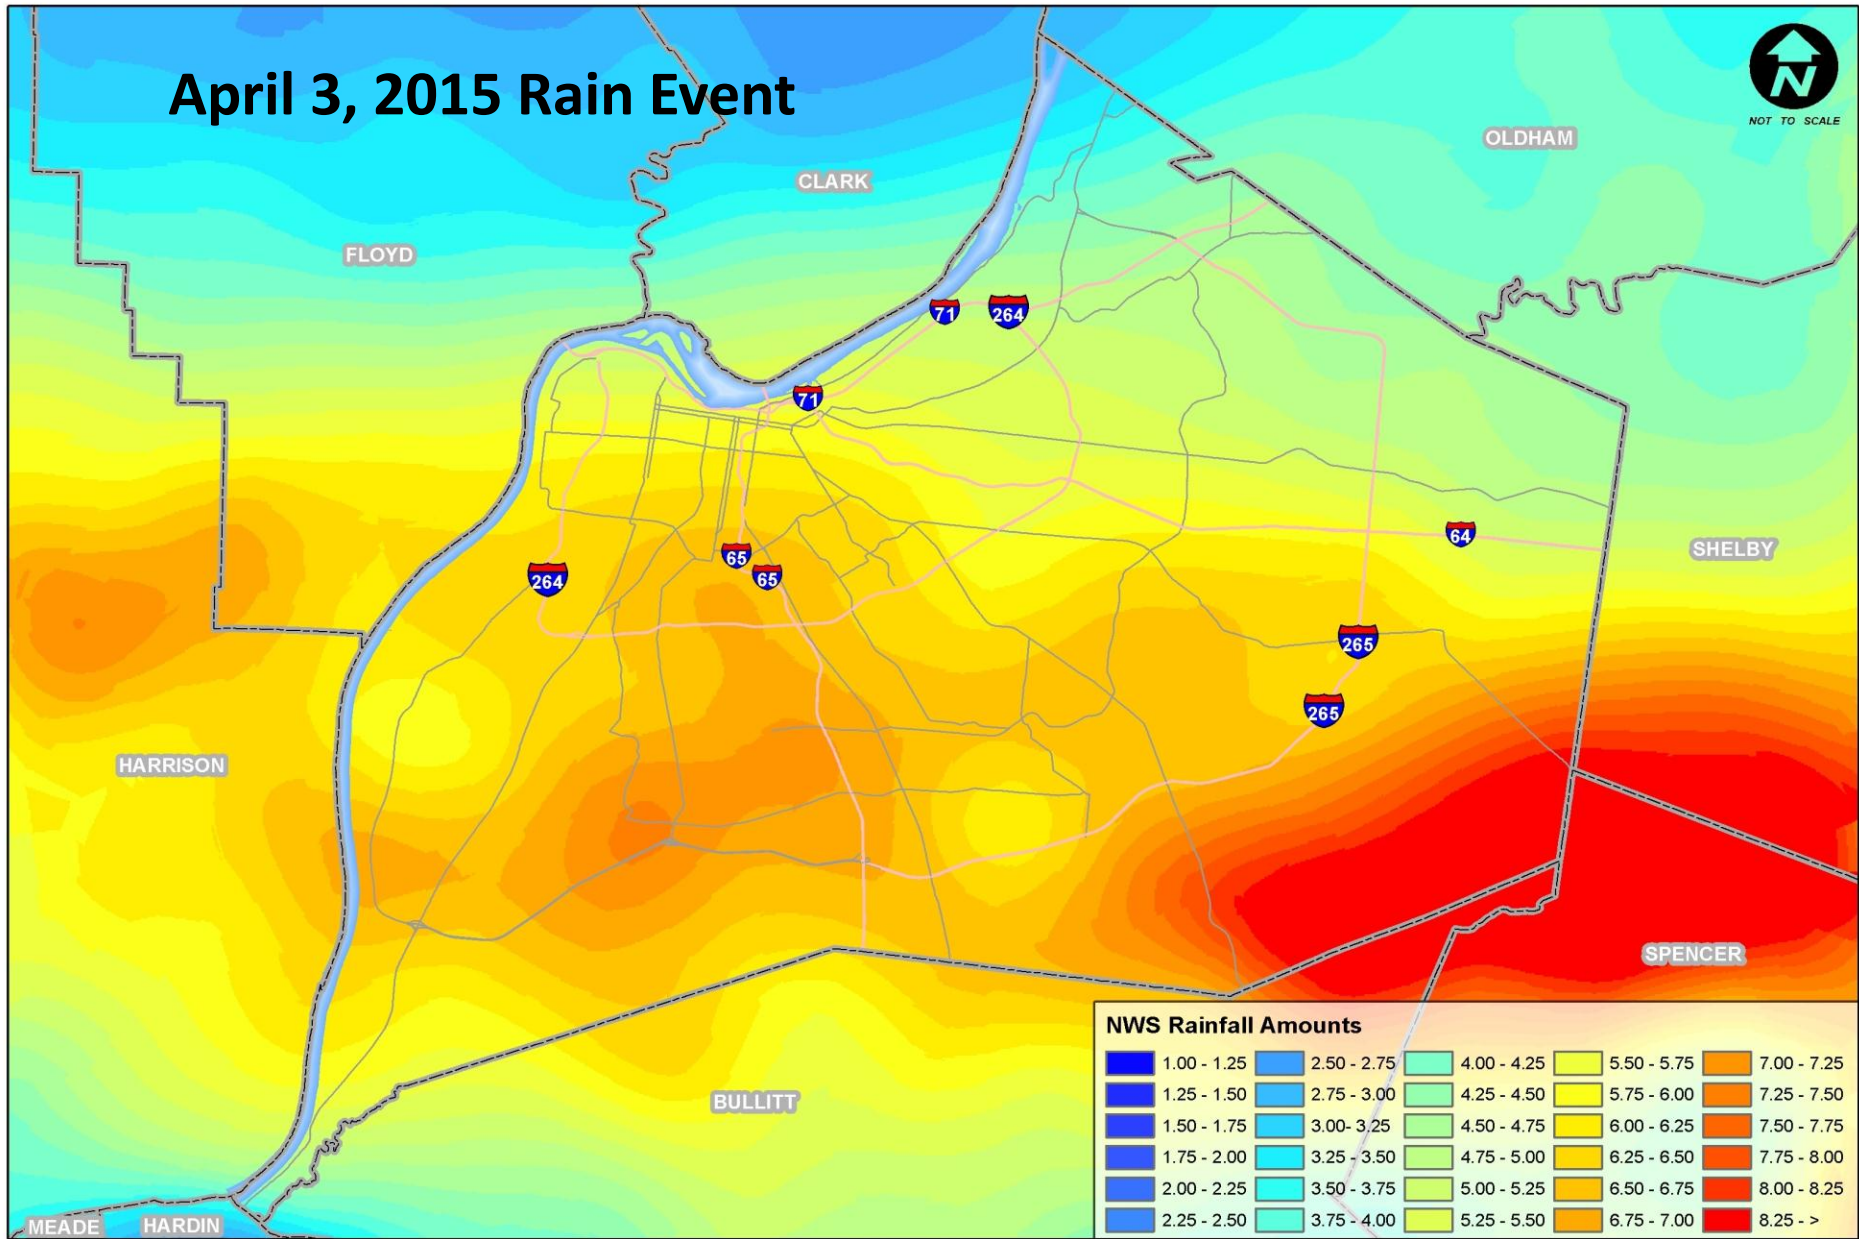 April 3, 2015 Rain Event
N
NOT TO SCALE
OLDHAM
CLARK
FLOYD
71
264
71
64
SHELBY
65
65
264
265
265
HARRISON
SPENCER
BULLITT
MEADE
HARDIN
NWS Rainfall Amounts
1.00 - 1.25
1.25 - 1.50
1.50 - 1.75
1.75 - 2.00
2.00 - 2.25
2.25 - 2.50
2.50 - 2.75
2.75 - 3.00
3.00- 3.25
3.25 - 3.50
3.50 - 3.75
3.75 - 4.00
4.00 - 4.25
4.25 - 4.50
4.50 - 4.75
4.75 - 5.00
5.00 - 5.25
5.25 - 5.50
5.50 - 5.75
5.75 - 6.00
6.00 - 6.25
6.25 - 6.50
6.50 - 6.75
6.75 - 7.00
7.00 - 7.25
7.25 - 7.50
7.50 - 7.75
7.75 - 8.00
8.00 - 8.25
8.25 - >